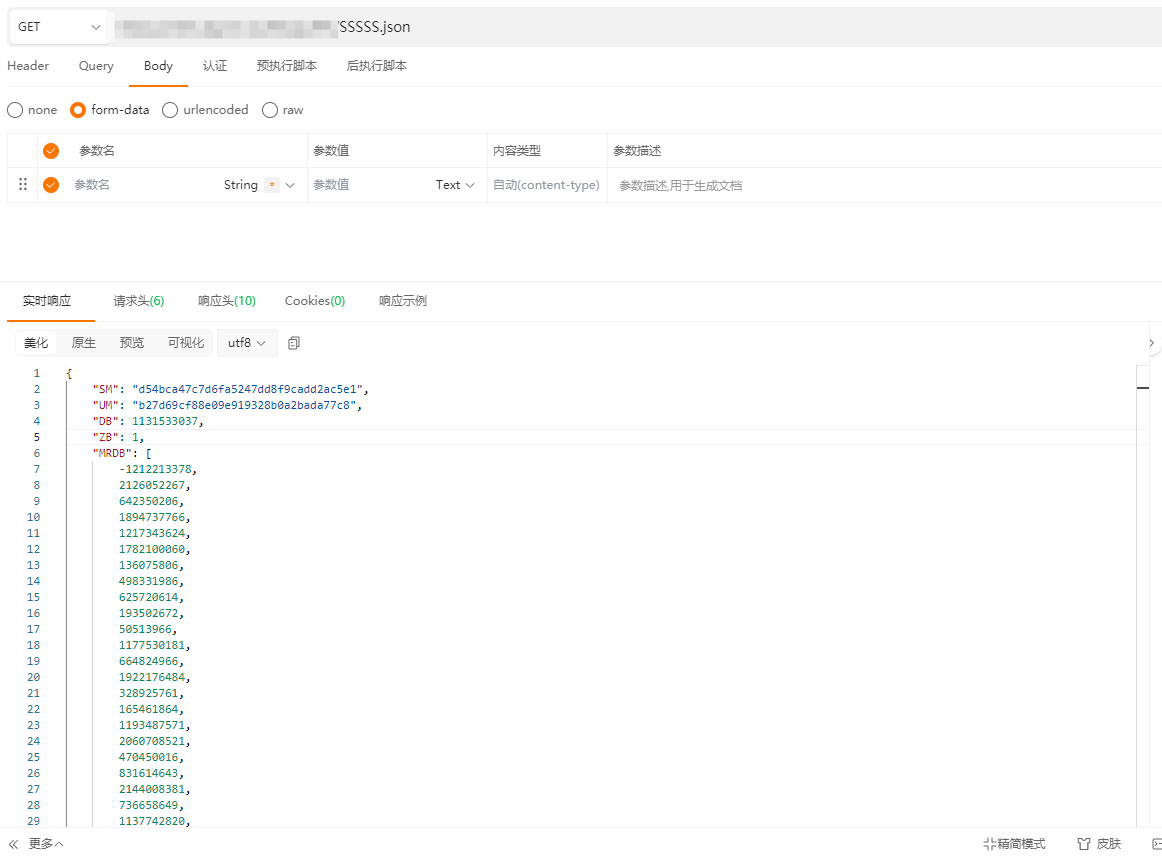 GET /SSSSS.json
Header Query Body 认证 预执行脚本 后执行脚本
none form-data urlencoded raw
参数名 参数值 内容类型 参数描述
参数名 String * 参数值 Text 自动(content-type) 参数描述,用于生成文档
实时响应 请求头(6) 响应头(10) Cookies(0) 响应示例
美化 原生 预览 可视化 utf8
1 {
2 "SM": "d54bca47c7d6fa5247dd8f9cadd2ac5e1",
3 "UM": "b27d69cf88e09e919328b0a2bada77c8",
4 "DB": 1131533037,
5 "ZB": 1,
6 "MRDB": [
7 -1212213378,
8 2126052267,
9 642350206,
10 1894737766,
11 1217343624,
12 1782100060,
13 136075806,
14 498331986,
15 625720614,
16 193502672,
17 50513966,
18 1177530181,
19 664824966,
20 1922176484,
21 328925761,
22 165461864,
23 1193487571,
24 2060708521,
25 470450016,
26 831614643,
27 2144008381,
28 736658649,
29 1137742820,
更多 精简模式 皮肤